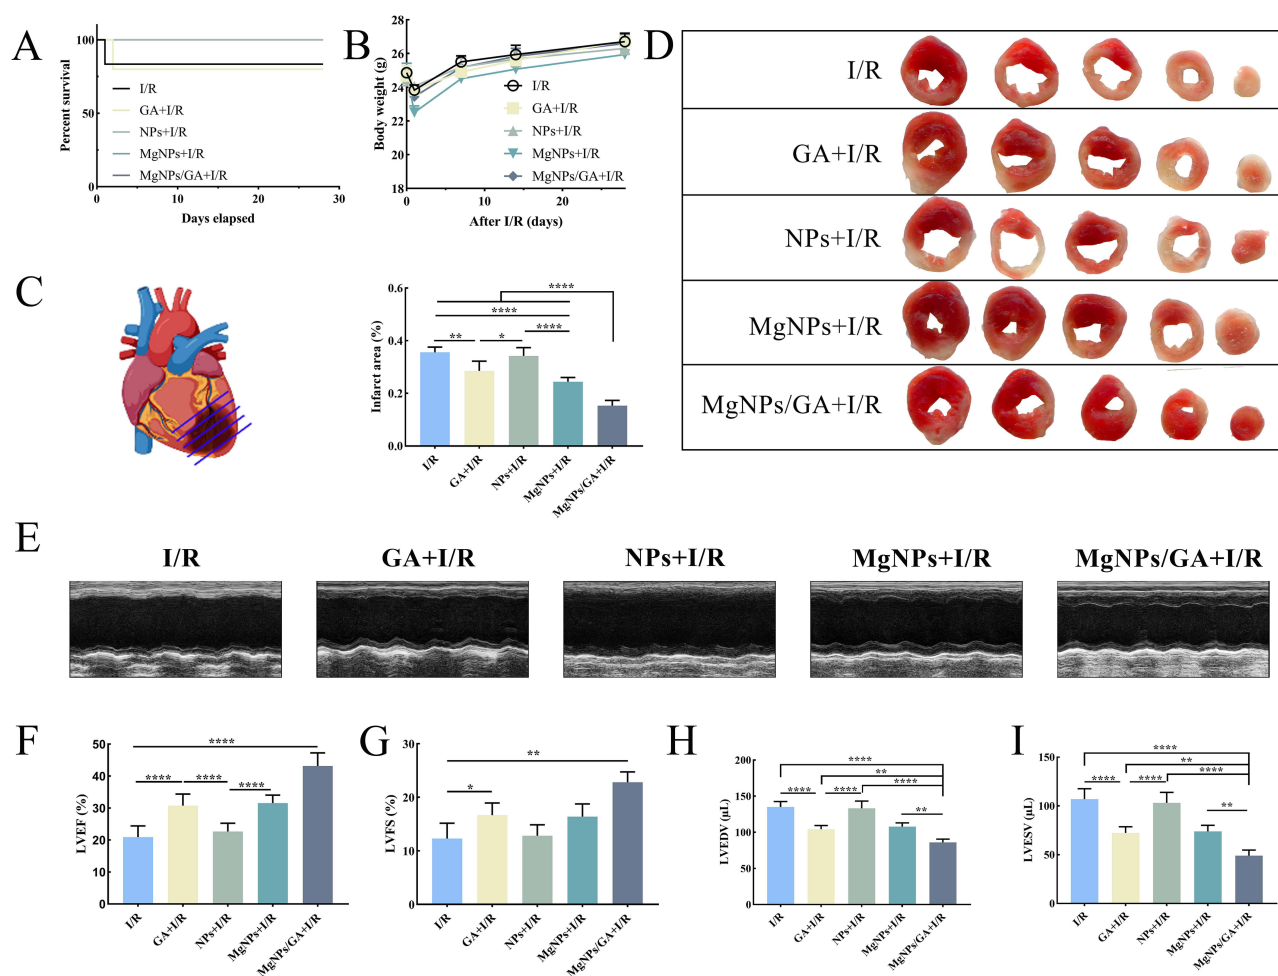 A
Percent survival
100
50
0
0
10
20
30
Days elapsed
I/R
GA+I/R
NPs+I/R
MgNPs+I/R
MgNPs/GA+I/R
B
Body weight (g)
28
26
24
22
20
18
0
10
20
After I/R (days)
I/R
GA+I/R
NPs+I/R
MgNPs+I/R
MgNPs/GA+I/R
C
Infarct area (%)
0.6
0.4
0.2
0.0
****
****
** * ****
I/R
GA+I/R
NPs+I/R
MgNPs+I/R
MgNPs/GA+I/R
D
I/R
GA+I/R
NPs+I/R
MgNPs+I/R
MgNPs/GA+I/R
E
I/R
GA+I/R
NPs+I/R
MgNPs+I/R
MgNPs/GA+I/R
F
LVEF (%)
50
40
30
20
10
0
****
**** **** ****
I/R
GA+I/R
NPs+I/R
MgNPs+I/R
MgNPs/GA+I/R
G
LVFS (%)
30
20
10
0
**
*
I/R
GA+I/R
NPs+I/R
MgNPs+I/R
MgNPs/GA+I/R
H
LVEDV (μL)
200
150
100
50
0
****
**
****
**** ****
**
I/R
GA+I/R
NPs+I/R
MgNPs+I/R
MgNPs/GA+I/R
I
LVESV (μL)
150
100
50
0
****
**
****
**** ****
**
I/R
GA+I/R
NPs+I/R
MgNPs+I/R
MgNPs/GA+I/R